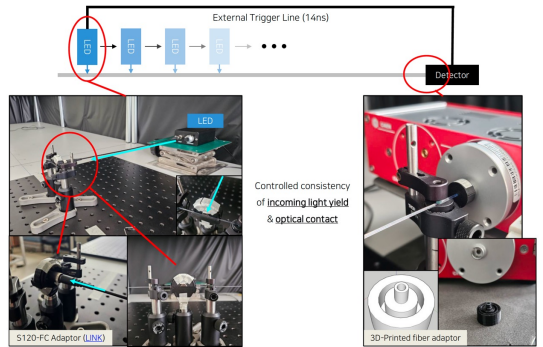 External Trigger Line (14ns)
LED
LED
LED
LED
Detector
LED
Controlled consistency
of incoming light yield
& optical contact
S120-FC Adaptor (LINK)
3D-Printed fiber adaptor